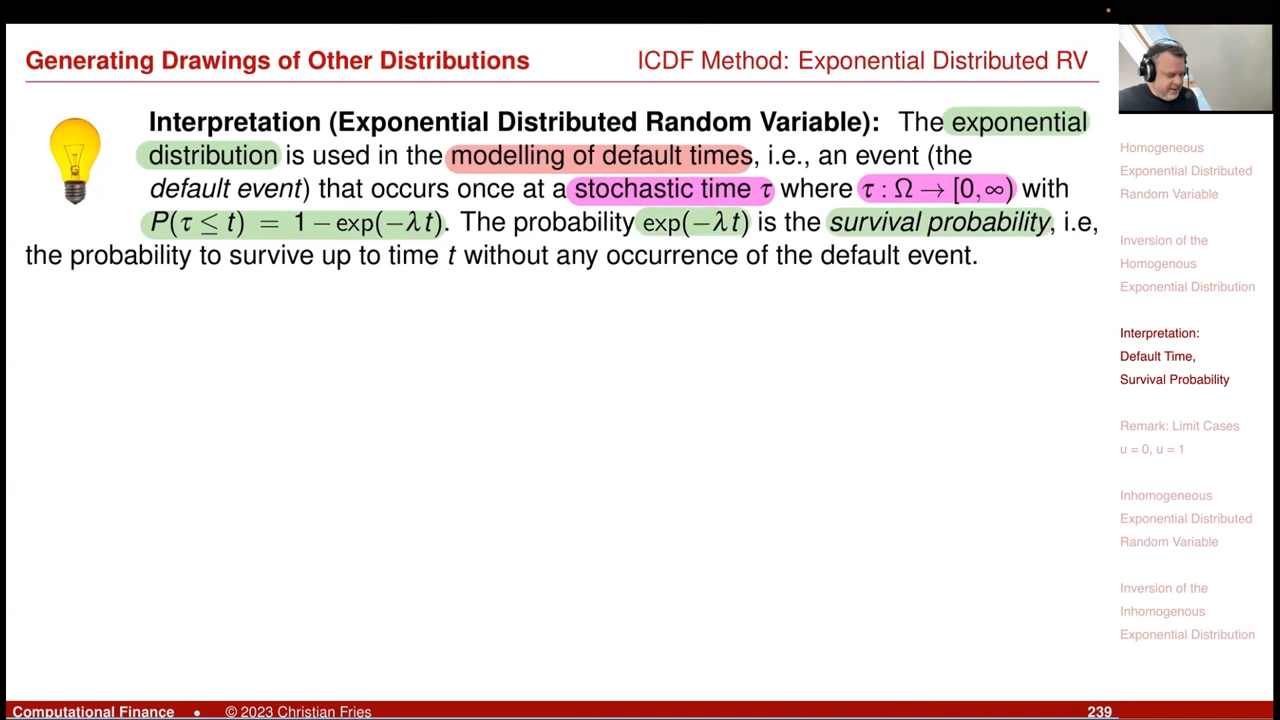 Generating Drawings of Other Distributions
ICDF Method: Exponential Distributed RV
Interpretation (Exponential Distributed Random Variable): The exponential
distribution is used in the modelling of default times, i.e., an event (the
default event) that occurs once at a stochastic time τ where τ : Ω → [0,∞) with
P(τ ≤ t) = 1 − exp(−λ t). The probability exp(−λ t) is the survival probability, i.e,
the probability to survive up to time t without any occurrence of the default event.
Homogeneous
Exponential Distributed
Random Variable
Inversion of the
Homogenous
Exponential Distribution
Interpretation:
Default Time,
Survival Probability
Remark: Limit Cases
u = 0, u = 1
Inhomogeneous
Exponential Distributed
Random Variable
Inversion of the
Inhomogenous
Exponential Distribution
Computational Finance • © 2023 Christian Fries
239